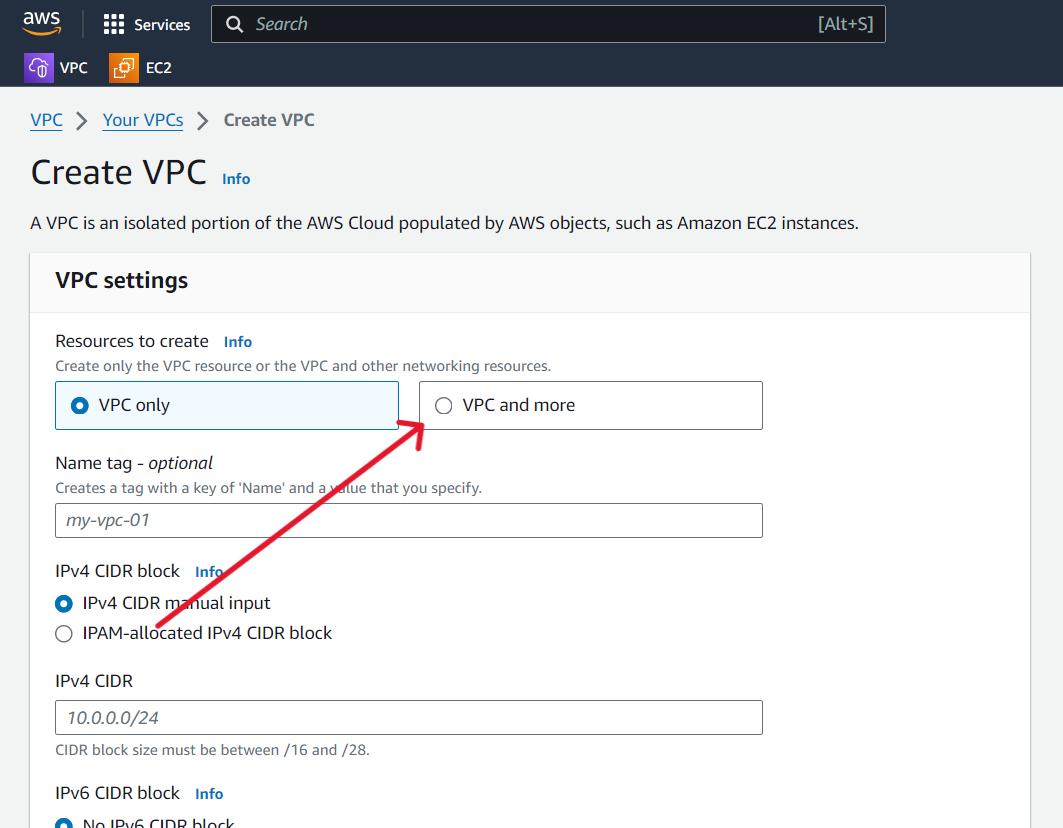 aws Services Search [Alt+S]
VPC EC2
VPC Your VPCs Create VPC
Create VPC Info
A VPC is an isolated portion of the AWS Cloud populated by AWS objects, such as Amazon EC2 instances.
VPC settings
Resources to create Info
Create only the VPC resource or the VPC and other networking resources.
VPC only VPC and more
Name tag - optional
Creates a tag with a key of 'Name' and a value that you specify.
my-vpc-01
IPv4 CIDR block Info
IPv4 CIDR manual input
IPAM-allocated IPv4 CIDR block
IPv4 CIDR
10.0.0.0/24
CIDR block size must be between /16 and /28.
IPv6 CIDR block Info
No IPv6 CIDR block